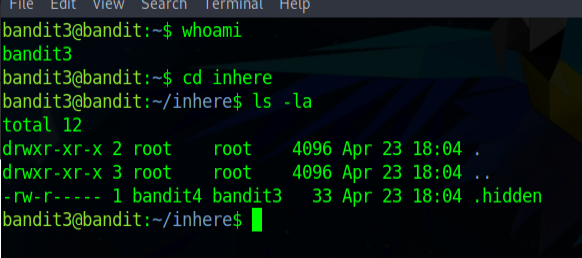 File Edit View Search Terminal Help
bandit3@bandit:~$ whoami
bandit3
bandit3@bandit:~$ cd inhere
bandit3@bandit:~/inhere$ ls -la
total 12
drwxr-xr-x 2 root    root    4096 Apr 23 18:04 .
drwxr-xr-x 3 root    root    4096 Apr 23 18:04 ..
-rw-r----- 1 bandit4 bandit3   33 Apr 23 18:04 .hidden
bandit3@bandit:~/inhere$